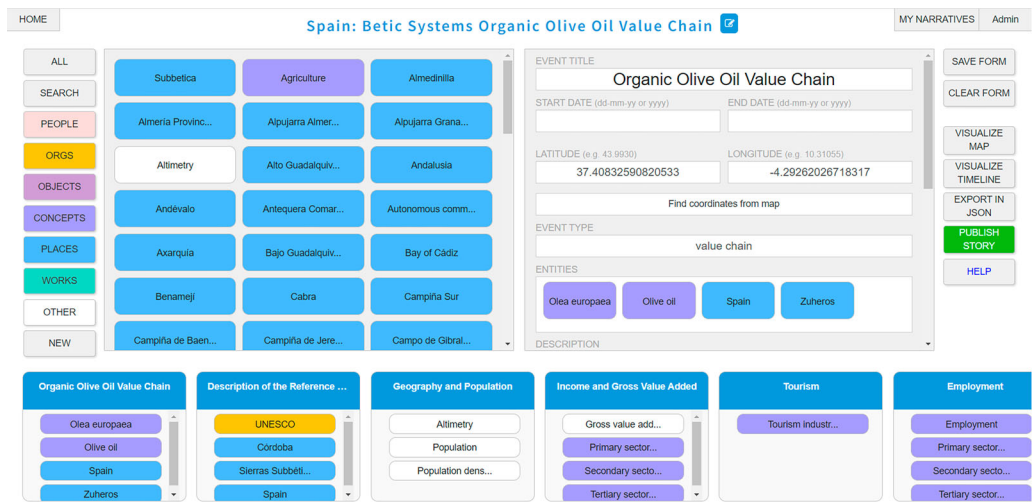 HOME
Spain: Betic Systems Organic Olive Oil Value Chain
MY NARRATIVES
Admin
ALL
SEARCH
PEOPLE
ORGS
OBJECTS
CONCEPTS
PLACES
WORKS
OTHER
NEW
Subbetica
Agriculture
Almedinilla
Almería Provinc...
Alpujarra Almer...
Alpujarra Grana...
Altimetry
Alto Guadalquiv...
Andalusia
Andévalo
Antequera Comar...
Autonomous comm...
Axarquía
Bajo Guadalquiv...
Bay of Cádiz
Benamejí
Cabra
Campiña Sur
Campiña de Baen...
Campiña de Jere...
Campo de Gibral...
EVENT TITLE
Organic Olive Oil Value Chain
START DATE (dd-mm-yy or yyyy)
END DATE (dd-mm-yy or yyyy)
LATITUDE (e.g. 43.9930)
LONGITUDE (e.g. 10.31055)
37.40832590820533
-4.29262026718317
Find coordinates from map
EVENT TYPE
value chain
ENTITIES
Olea europaea
Olive oil
Spain
Zuheros
DESCRIPTION
SAVE FORM
CLEAR FORM
VISUALIZE
MAP
VISUALIZE
TIMELINE
EXPORT IN
JSON
PUBLISH
STORY
HELP
Organic Olive Oil Value Chain
Olea europaea
Olive oil
Spain
Zuheros
Description of the Reference ...
UNESCO
Córdoba
Sierras Subbéti...
Spain
Geography and Population
Altimetry
Population
Population dens...
Income and Gross Value Added
Gross value add...
Primary sector...
Secondary secto...
Tertiary sector...
Tourism
Tourism industr...
Employment
Employment
Primary sector...
Secondary secto...
Tertiary sector...